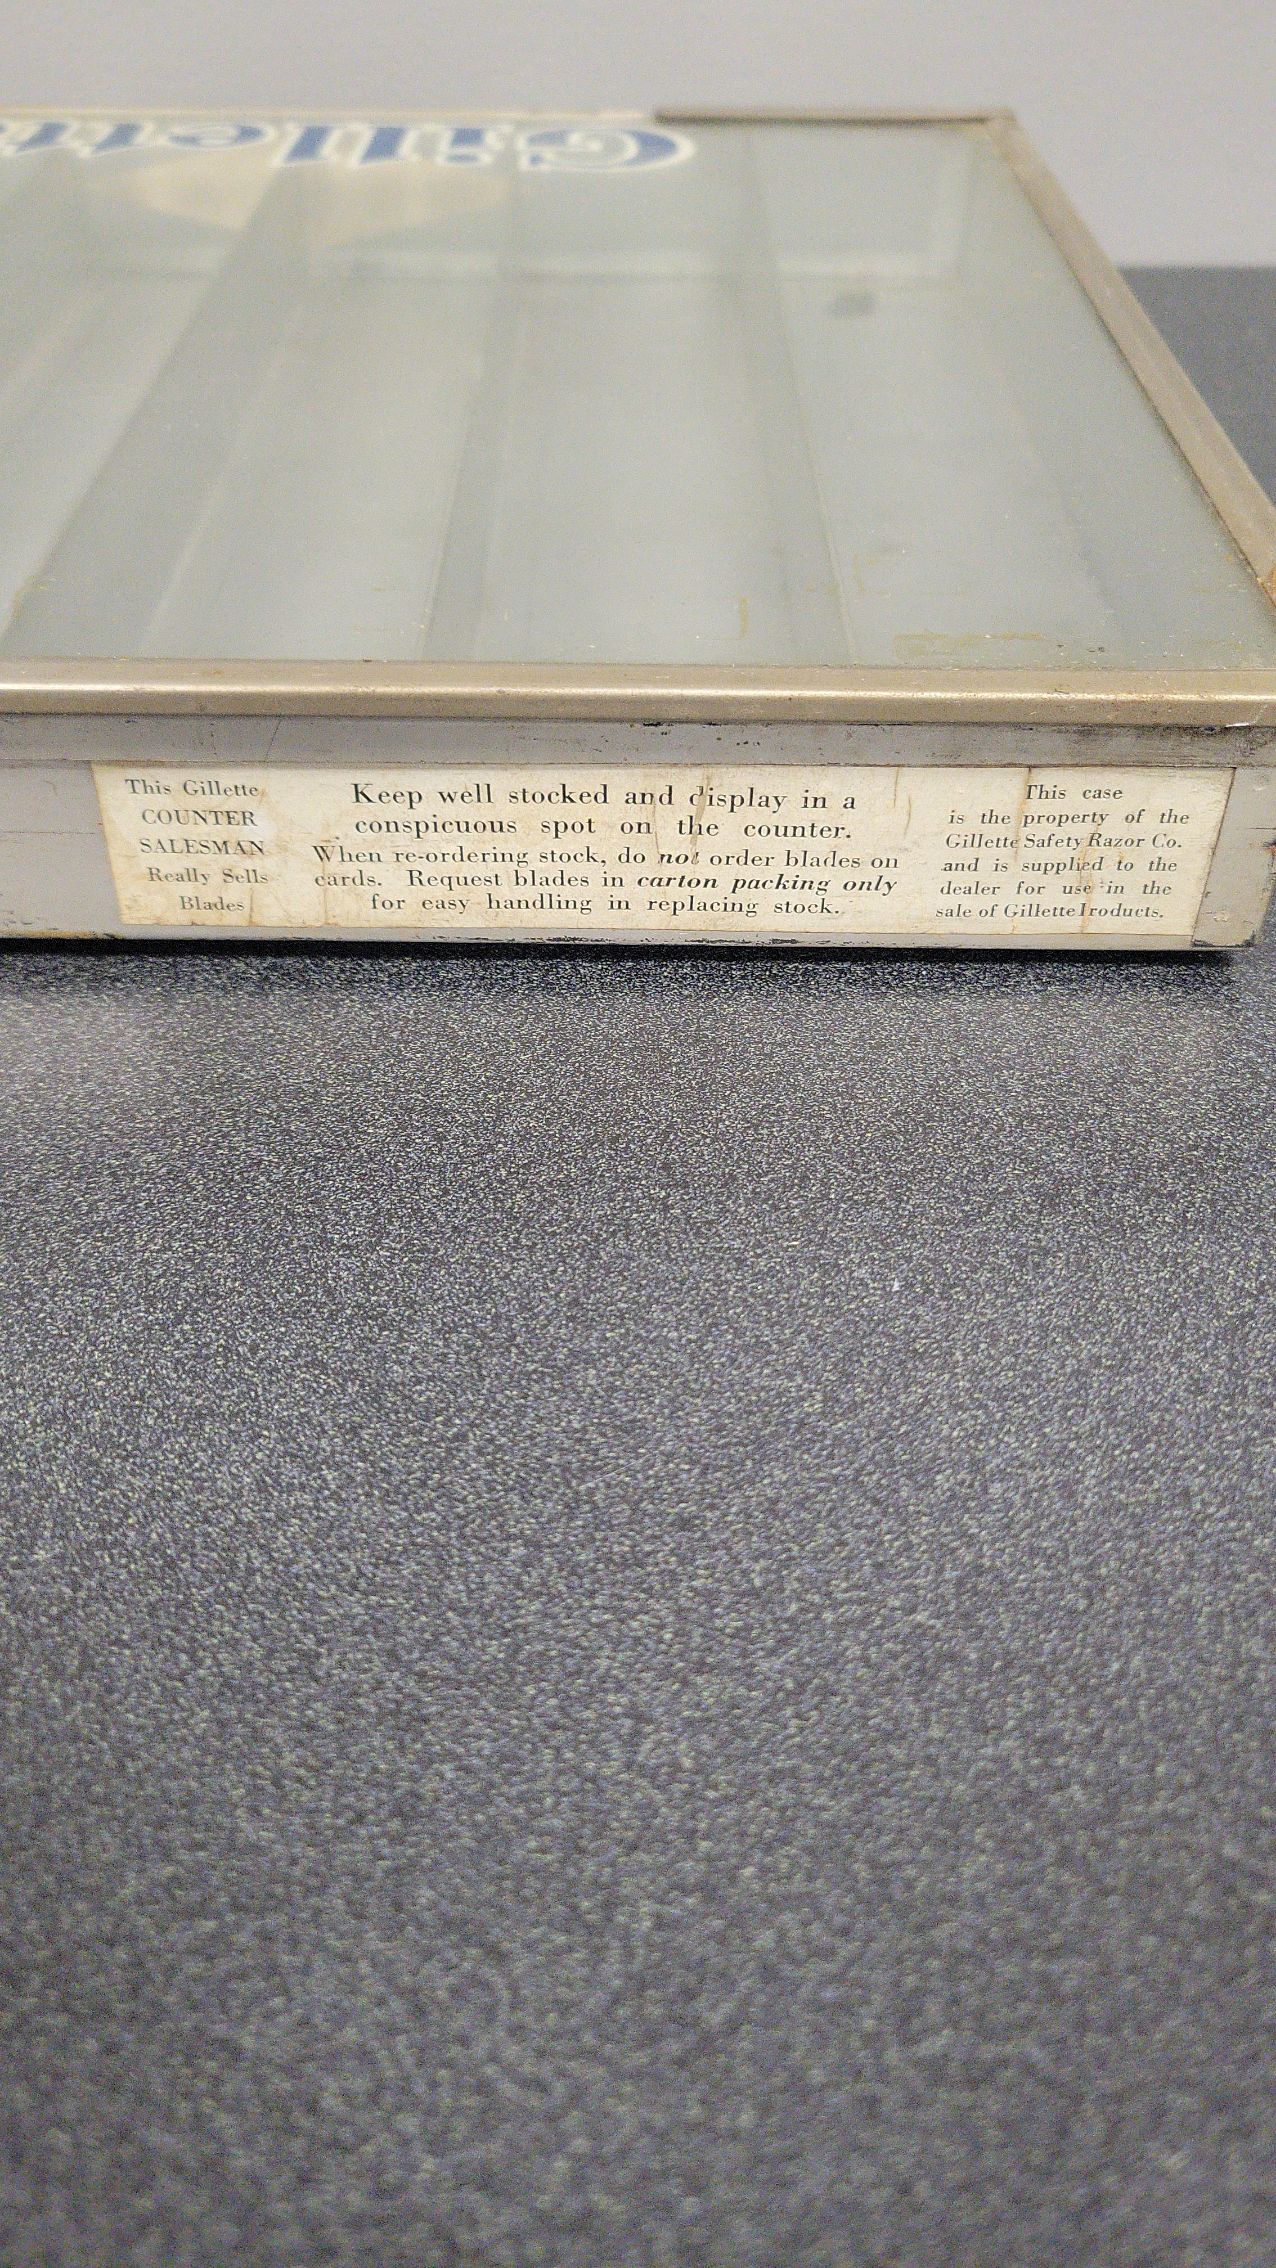 Gillett
This Gillette
COUNTER
SALESMAN
Really Sells
Blades
Keep well stocked and display in a
conspicuous spot on the counter.
When re-ordering stock, do not order blades on
cards. Request blades in carton packing only
for easy handling in replacing stock.
This case
is the property of the
Gillette Safety Razor Co.
and is supplied to the
dealer for use in the
sale of Gillette Products.